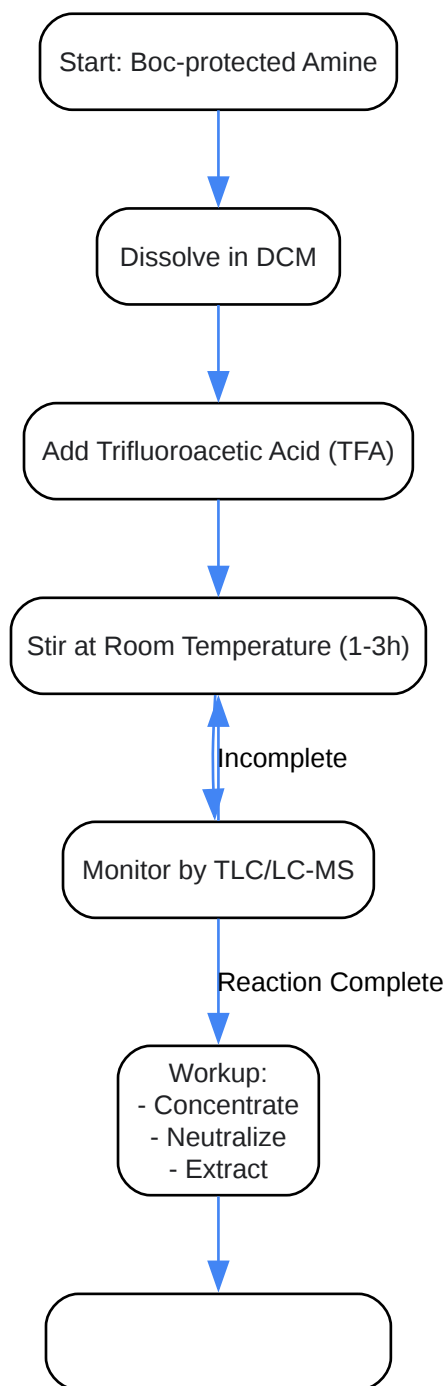 Start: Boc-protected Amine
Dissolve in DCM
Add Trifluoroacetic Acid (TFA)
Stir at Room Temperature (1-3h)
Incomplete
Monitor by TLC/LC-MS
Reaction Complete
Workup:
- Concentrate
- Neutralize
- Extract